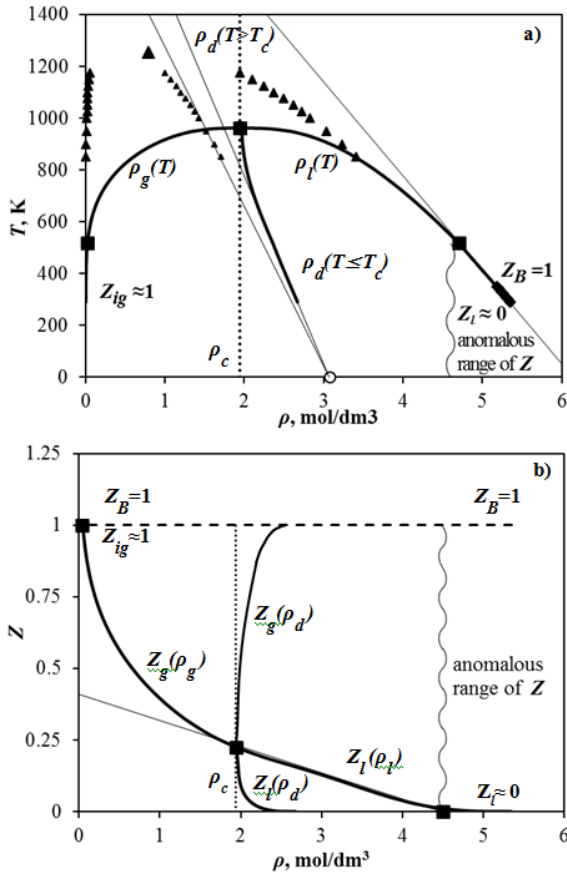 a)
ρd(T>Tc)
1400
1200
1000
800
600
400
200
0
T, K
ρg(T)
ρl(T)
ρd(T≤Tc)
Zig≈1
ρc
ZB=1
Zl≈0
anomalous
range of Z
0 1 2 3 4 5 6
ρ, mol/dm3
b)
1.25
1
0.75
0.5
0.25
0
Z
ZB=1
ZB=1
Zig≈1
Zg(ρd)
Zg(ρg)
anomalous
range of Z
Zl(ρl)
ρc
Zl(ρd)
Zl≈0
0 1 2 3 4 5 6
ρ, mol/dm³